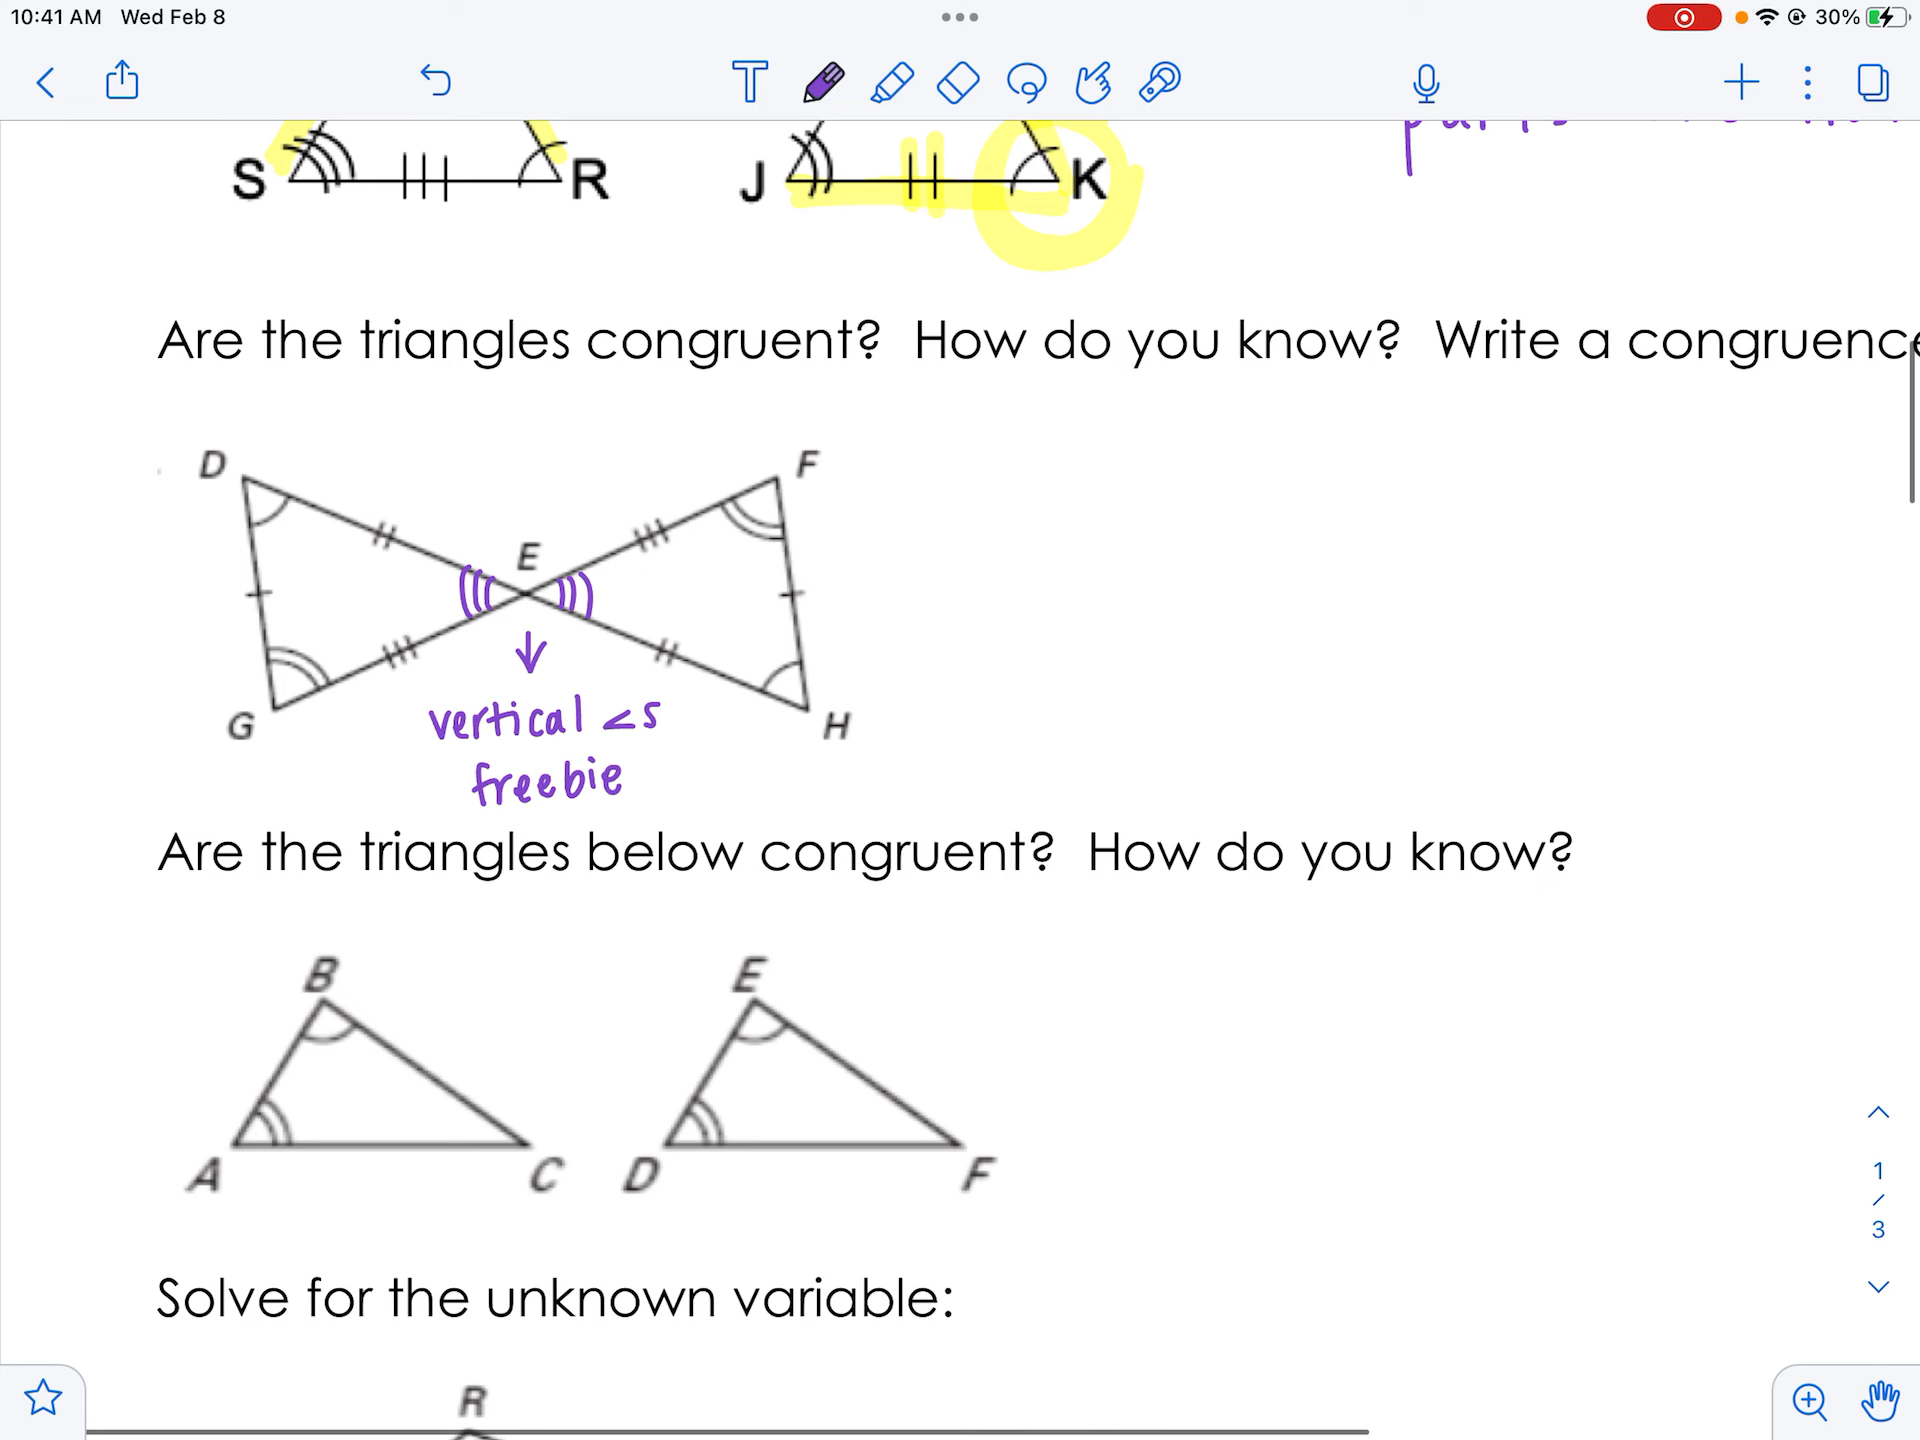 10:41 AM Wed Feb 8
30%
S R J K
Are the triangles congruent? How do you know? Write a congruence
D F
E
G H
vertical <s
freebie
Are the triangles below congruent? How do you know?
B E
A C D F
1
/
3
Solve for the unknown variable:
R